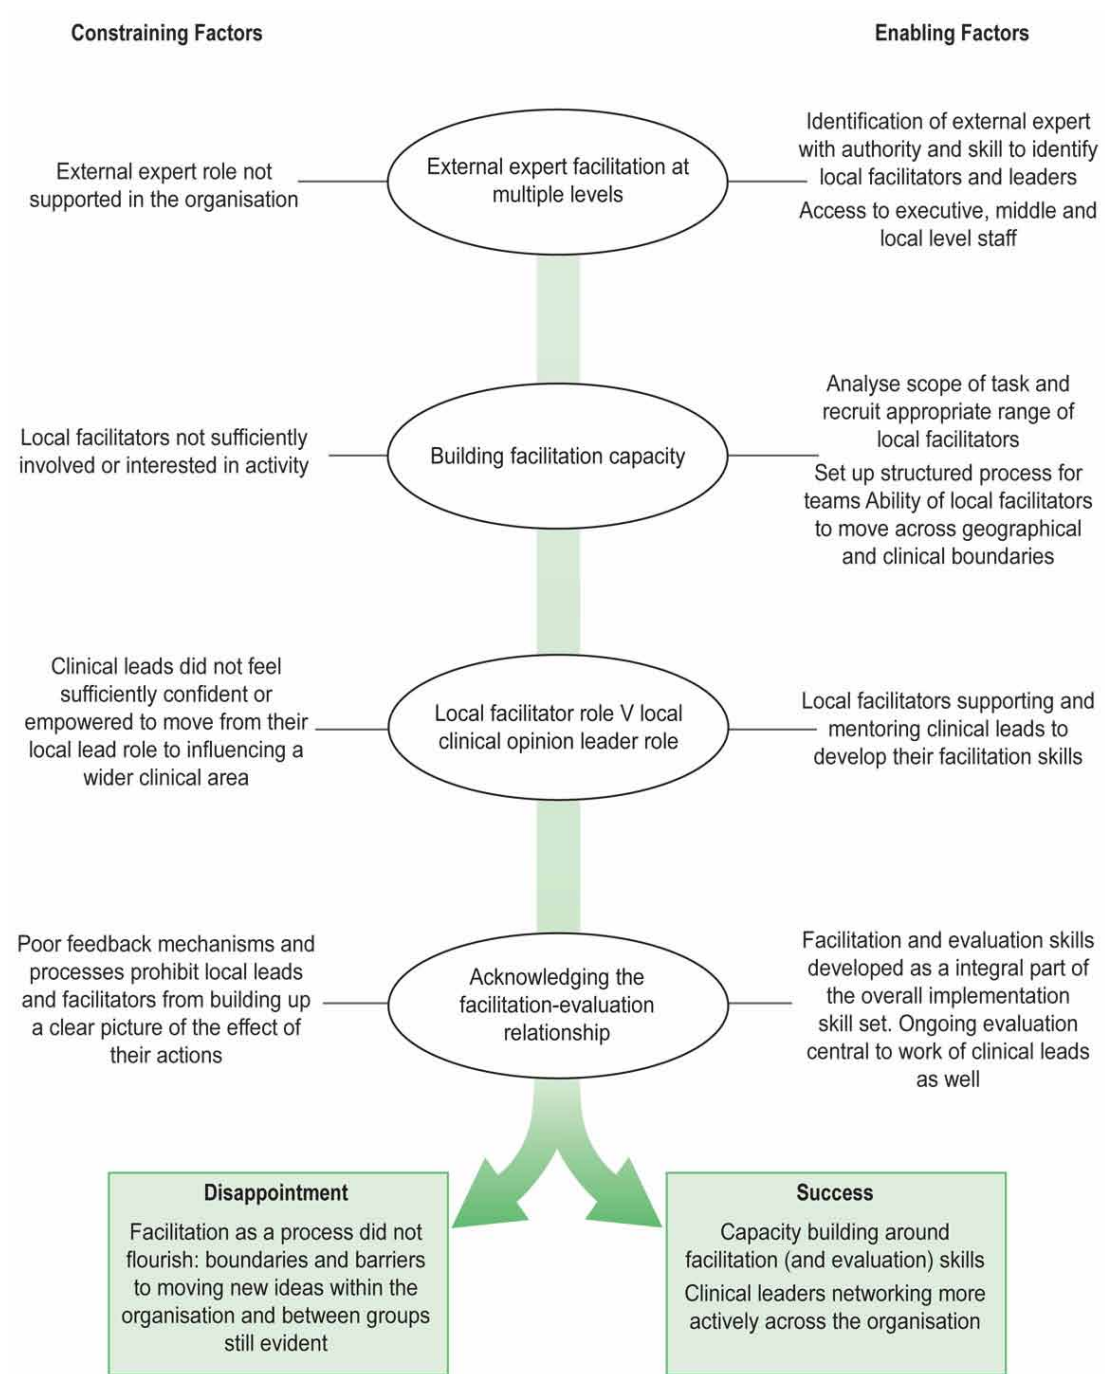 Constraining Factors
Enabling Factors
External expert role not
supported in the organisation
External expert facilitation at
multiple levels
Identification of external expert
with authority and skill to identify
local facilitators and leaders
Access to executive, middle and
local level staff
Local facilitators not sufficiently
involved or interested in activity
Building facilitation capacity
Analyse scope of task and
recruit appropriate range of
local facilitators
Set up structured process for
teams Ability of local facilitators
to move across geographical
and clinical boundaries
Clinical leads did not feel
sufficiently confident or
empowered to move from their
local lead role to influencing a
wider clinical area
Local facilitator role V local
clinical opinion leader role
Local facilitators supporting and
mentoring clinical leads to
develop their facilitation skills
Poor feedback mechanisms and
processes prohibit local leads
and facilitators from building up
a clear picture of the effect of
their actions
Acknowledging the
facilitation-evaluation
relationship
Facilitation and evaluation skills
developed as a integral part of
the overall implementation
skill set. Ongoing evaluation
central to work of clinical leads
as well
Disappointment
Facilitation as a process did not
flourish: boundaries and barriers
to moving new ideas within the
organisation and between groups
still evident
Success
Capacity building around
facilitation (and evaluation) skills
Clinical leaders networking more
actively across the organisation